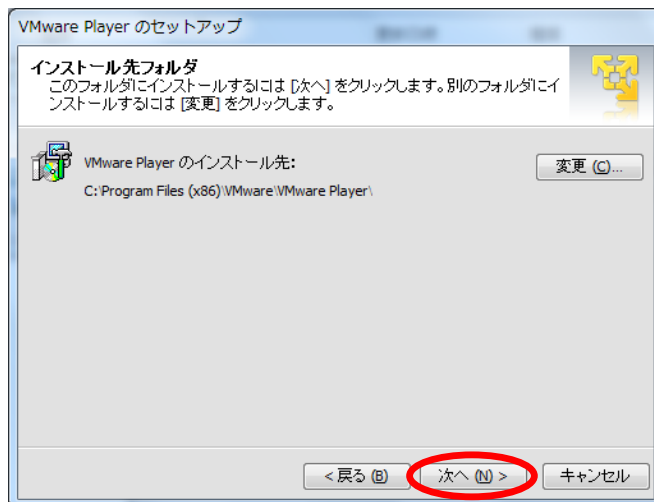 VMware Player のセットアップ
インストール先フォルダ
このフォルダにインストールするには [次へ] をクリックします。別のフォルダにイ
ンストールするには [変更] をクリックします。
VMware Player のインストール先:
変更 (C)...
C:\Program Files (x86)\VMware\VMware Player\
< 戻る (B)
次へ (N) >
キャンセル